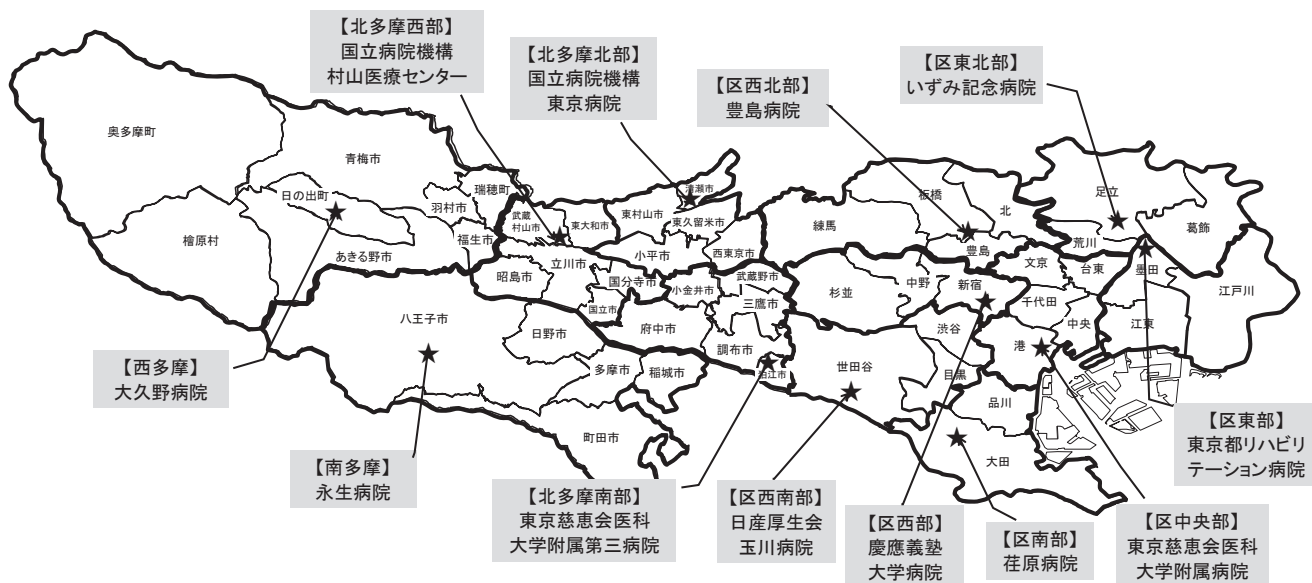 【北多摩西部】
国立病院機構
村山医療センター
【北多摩北部】
国立病院機構
東京病院
【区西北部】
豊島病院
【区東北部】
いずみ記念病院
奥多摩町
青梅市
瑞穂町
日の出町
羽村市
福生市
檜原村
あきる野市
武蔵
村山市
東大和市
東村山市
清瀬市
東久留米市
西東京市
小平市
昭島市
立川市
国分寺市
国立市
小金井市
武蔵野市
三鷹市
府中市
調布市
狛江市
八王子市
日野市
多摩市
稲城市
町田市
練馬
板橋
北
豊島
足立
葛飾
荒川
杉並
中野
新宿
文京
台東
墨田
江戸川
千代田
渋谷
中央
江東
港
世田谷
目黒
品川
大田
【西多摩】
大久野病院
【南多摩】
永生病院
【北多摩南部】
東京慈恵会医科
大学附属第三病院
【区西南部】
日産厚生会
玉川病院
【区西部】
慶應義塾
大学病院
【区南部】
荏原病院
【区中央部】
東京慈恵会医科
大学附属病院
【区東部】
東京都リハビリ
テーション病院